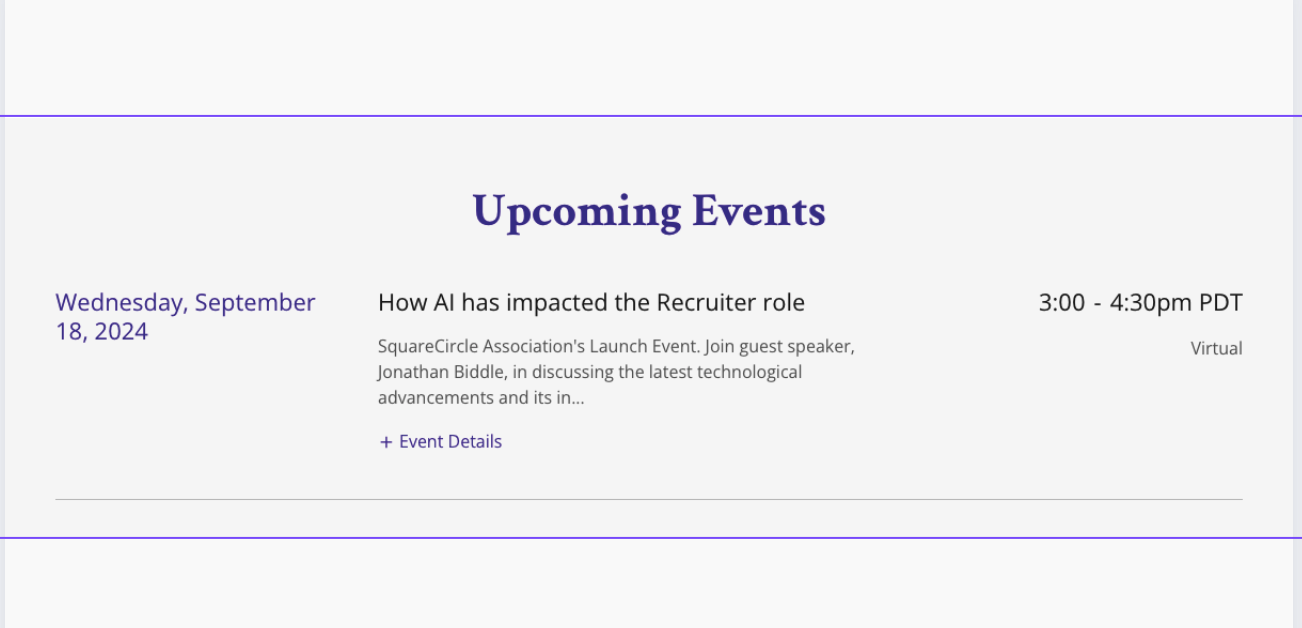 Upcoming Events
Wednesday, September
18, 2024
How AI has impacted the Recruiter role
SquareCircle Association's Launch Event. Join guest speaker,
Jonathan Biddle, in discussing the latest technological
advancements and its in...
+ Event Details
3:00 - 4:30pm PDT
Virtual